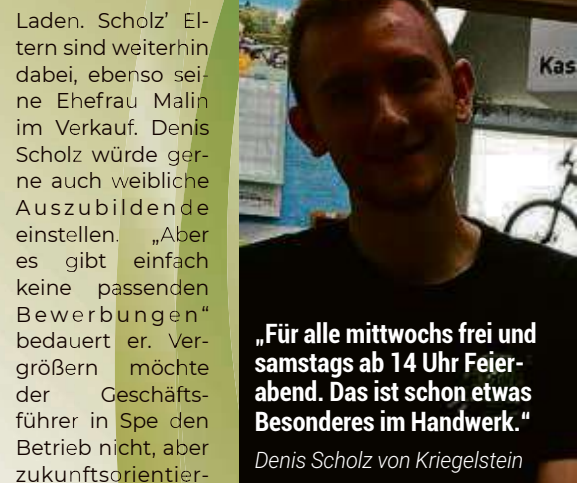 Laden. Scholz’ El-
tern sind weiterhin
dabei, ebenso sei-
ne Ehefrau Malin
im Verkauf. Denis
Scholz würde ger-
ne auch weibliche
Auszubildende
einstellen. „Aber
es gibt einfach
keine passenden
Bewerbungen“
bedauert er. Ver-
größern möchte
der Geschäfts-
führer in Spe den
Betrieb nicht, aber
zukunftsorientier-
Kas
„Für alle mittwochs frei und
samstags ab 14 Uhr Feier-
abend. Das ist schon etwas
Besonderes im Handwerk.“
Denis Scholz von Kriegelstein